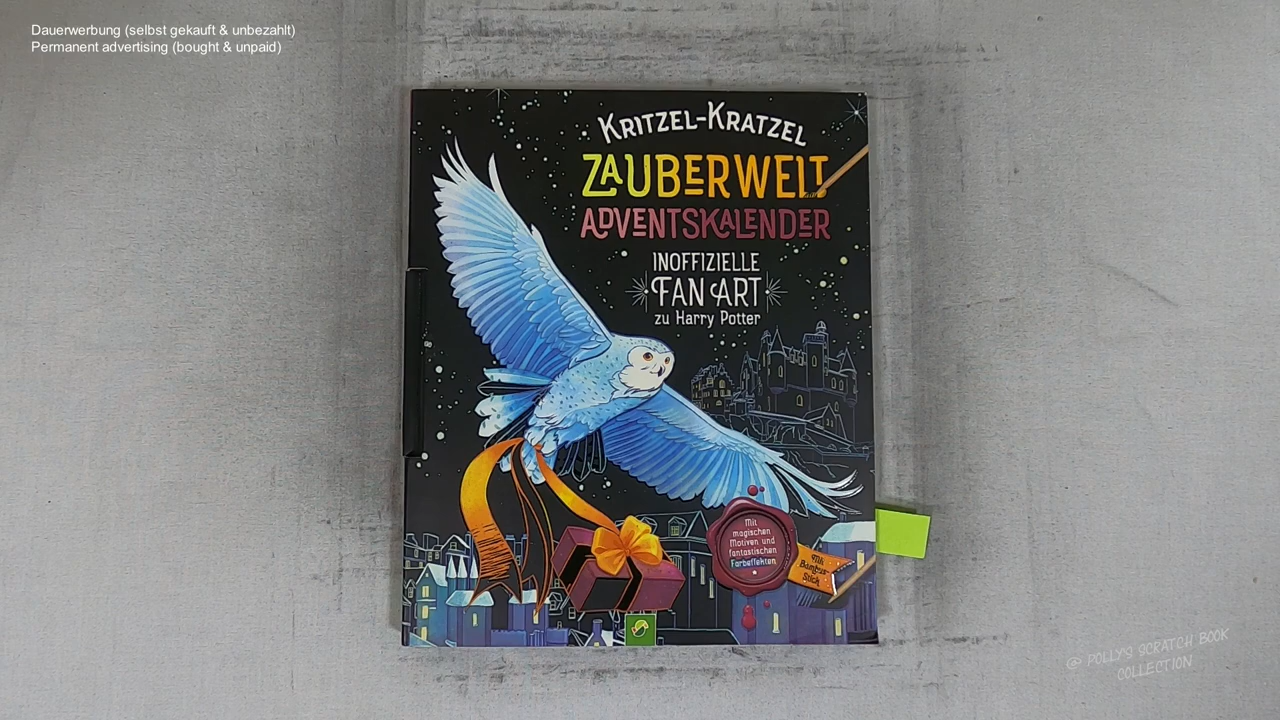 Dauerwerbung (selbst gekauft & unbezahlt)
Permanent advertising (bought & unpaid)
KRITZEL-KRATZEL
ZAUBERWELT
ADVENTSKALENDER
INOFFIZIELLE
FAN ART
zu Harry Potter
Mit
magischen
Motiven und
fantastischen
Farbeffekten
Mit
Bambus-
Stick
@ POLLY'S SCRATCH BOOK
COLLECTION